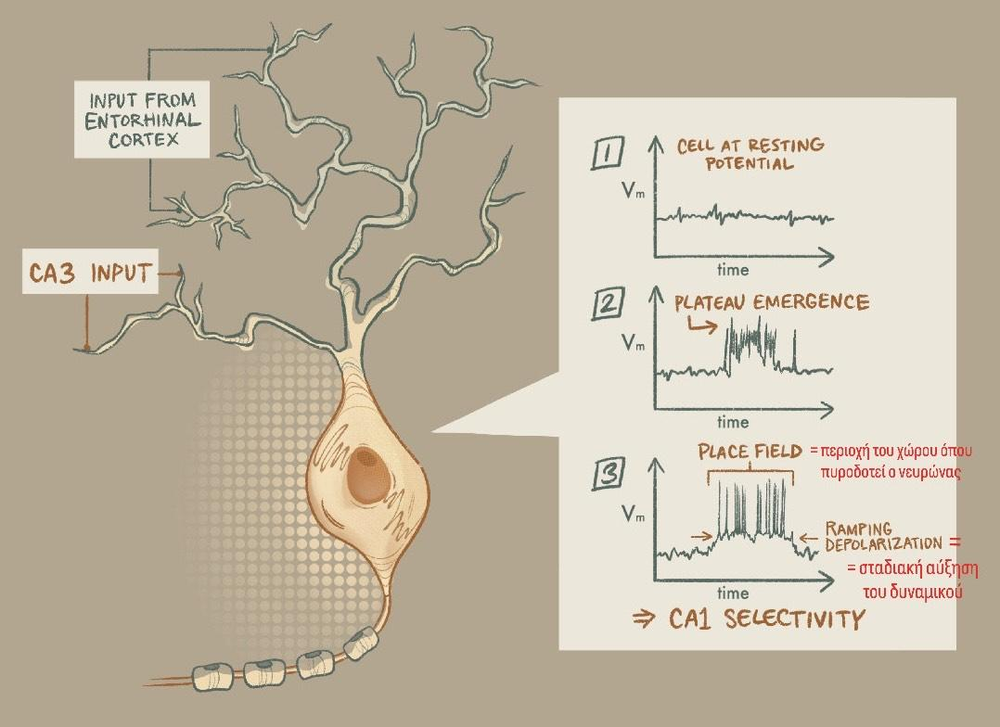 INPUT FROM
ENTORHINAL
CORTEX
CA3 INPUT
1
CELL AT RESTING
POTENTIAL
Vm
time
2
PLATEAU EMERGENCE
Vm
time
3
PLACE FIELD = περιοχή του χώρου όπου
πυροδοτεί ο νευρώνας
Vm
RAMPING
DEPOLARIZATION =
= σταδιακή αύξηση
του δυναμικού
time
⇒ CA1 SELECTIVITY